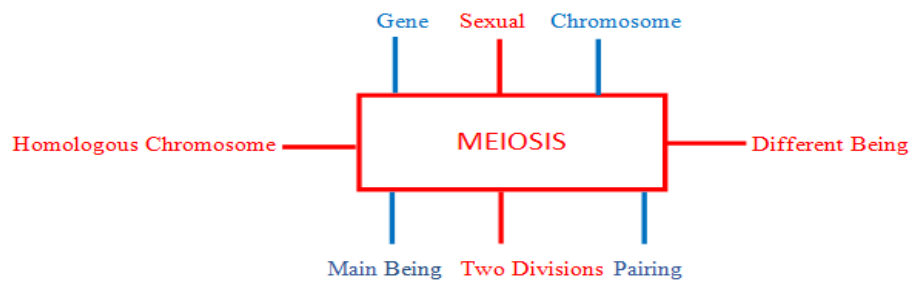 Gene Sexual Chromosome
Homologous Chromosome MEIOSIS Different Being
Main Being Two Divisions Pairing